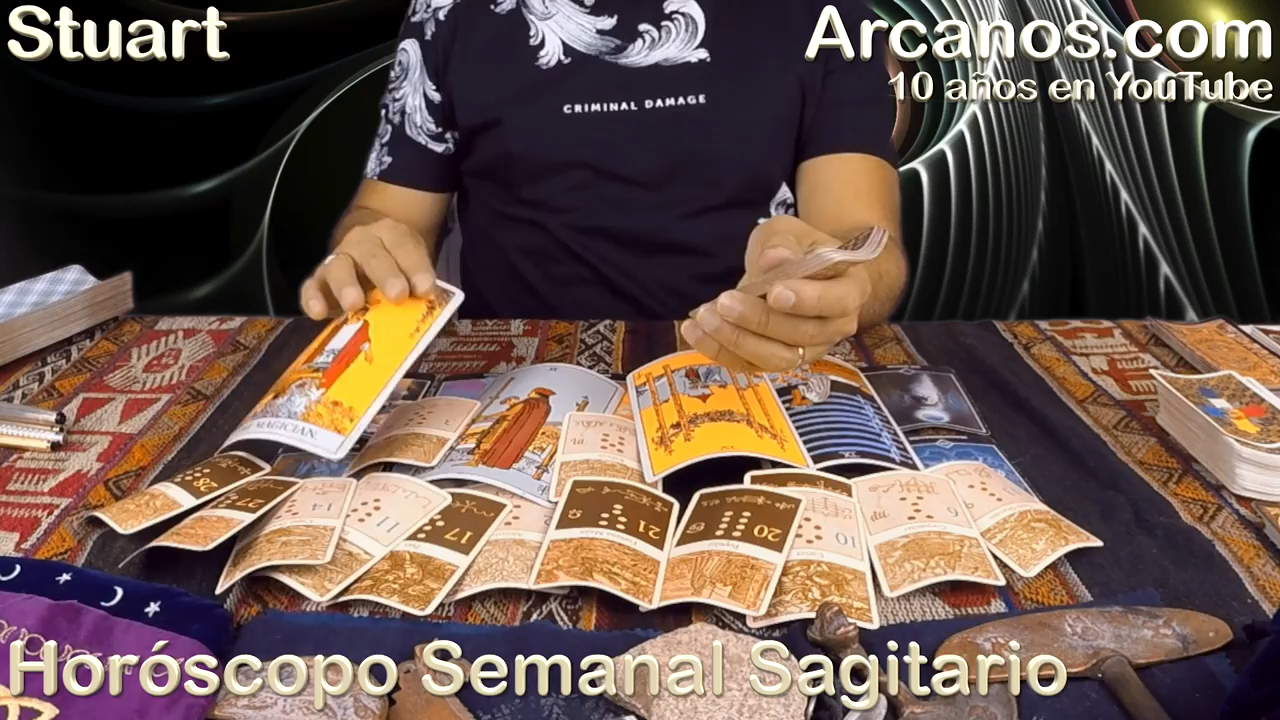 Stuart
Arcanos.com
10 años en YouTube
CRIMINAL DAMAGE
MAGICIAN.
28
27
14
11
17
21
20
10
6
Horóscopo Semanal Sagitario